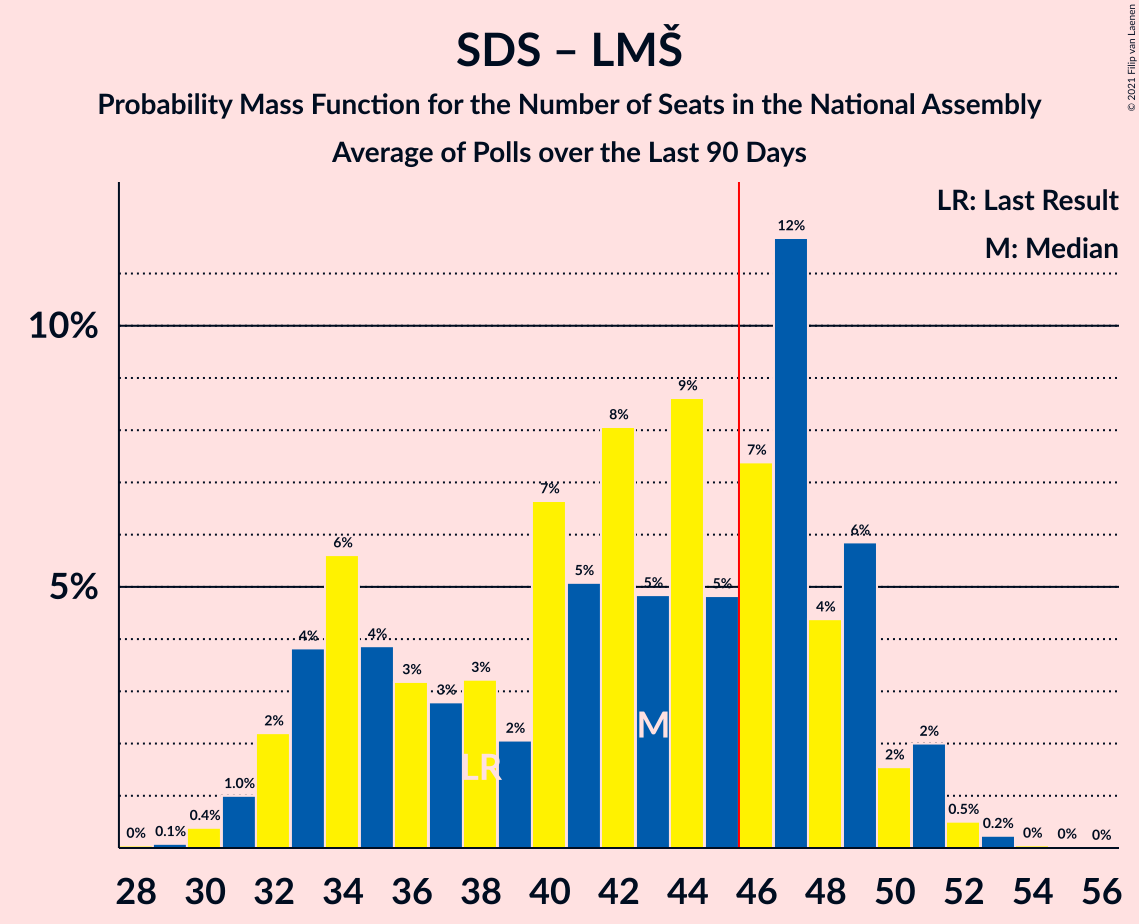 SDS – LMŠ
Probability Mass Function for the Number of Seats in the National Assembly
Average of Polls over the Last 90 Days
© 2021 Filip van Laenen
LR: Last Result
M: Median
10%
5%
0% 0.1% 0.4% 1.0% 2% 4% 6% 4% 3% 3% 3% 2% 7% 5% 8% 5% 9% 5% 7% 12% 4% 6% 2% 2% 0.5% 0.2% 0% 0% 0%
M
LR
28 30 32 34 36 38 40 42 44 46 48 50 52 54 56